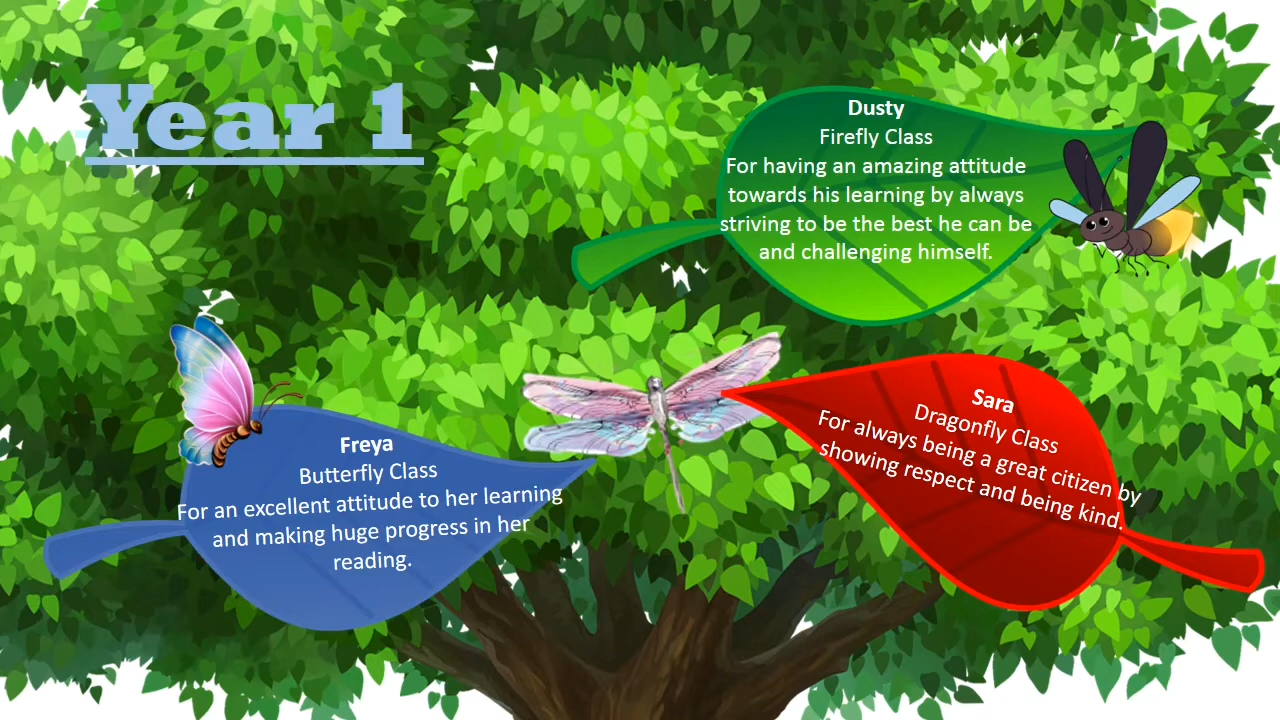 Year 1
Dusty
Firefly Class
For having an amazing attitude
towards his learning by always
striving to be the best he can be
and challenging himself.
Sara
Dragonfly Class
For always being a great citizen by
showing respect and being kind.
Freya
Butterfly Class
For an excellent attitude to her learning
and making huge progress in her
reading.